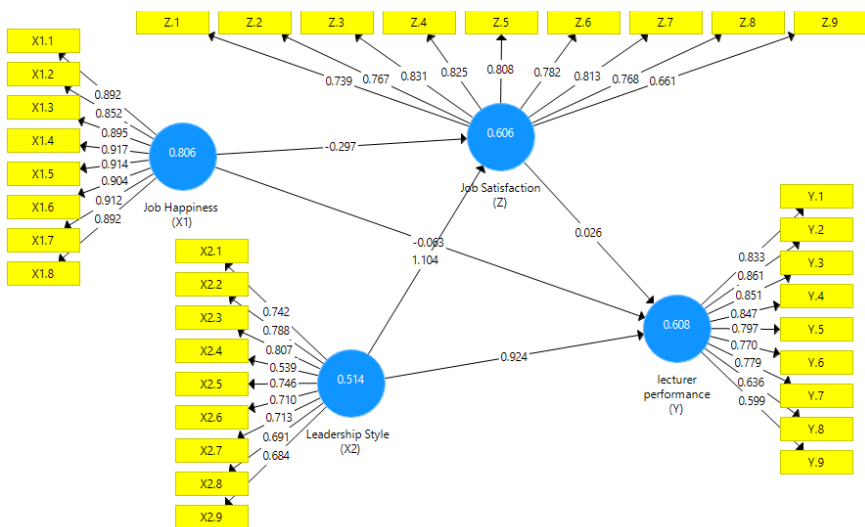 Z.1
Z.2
Z.3
Z.4
Z.5
Z.6
Z.7
Z.8
Z.9
X1.1
X1.2
X1.3
X1.4
X1.5
X1.6
X1.7
X1.8
0.739
0.767
0.831
0.825
0.808
0.782
0.813
0.768
0.661
0.892
0.852
0.895
0.917
0.914
0.904
0.912
0.892
0.806
Job Happiness
(X1)
-0.297
0.606
Job Satisfaction
(Z)
-0.063
1.104
0.026
X2.1
X2.2
X2.3
X2.4
X2.5
X2.6
X2.7
X2.8
X2.9
0.742
0.788
0.807
0.539
0.746
0.710
0.713
0.691
0.684
0.514
Leadership Style
(X2)
0.924
0.608
lecturer
performance
(Y)
0.833
0.861
0.851
0.847
0.797
0.770
0.779
0.636
0.599
Y.1
Y.2
Y.3
Y.4
Y.5
Y.6
Y.7
Y.8
Y.9